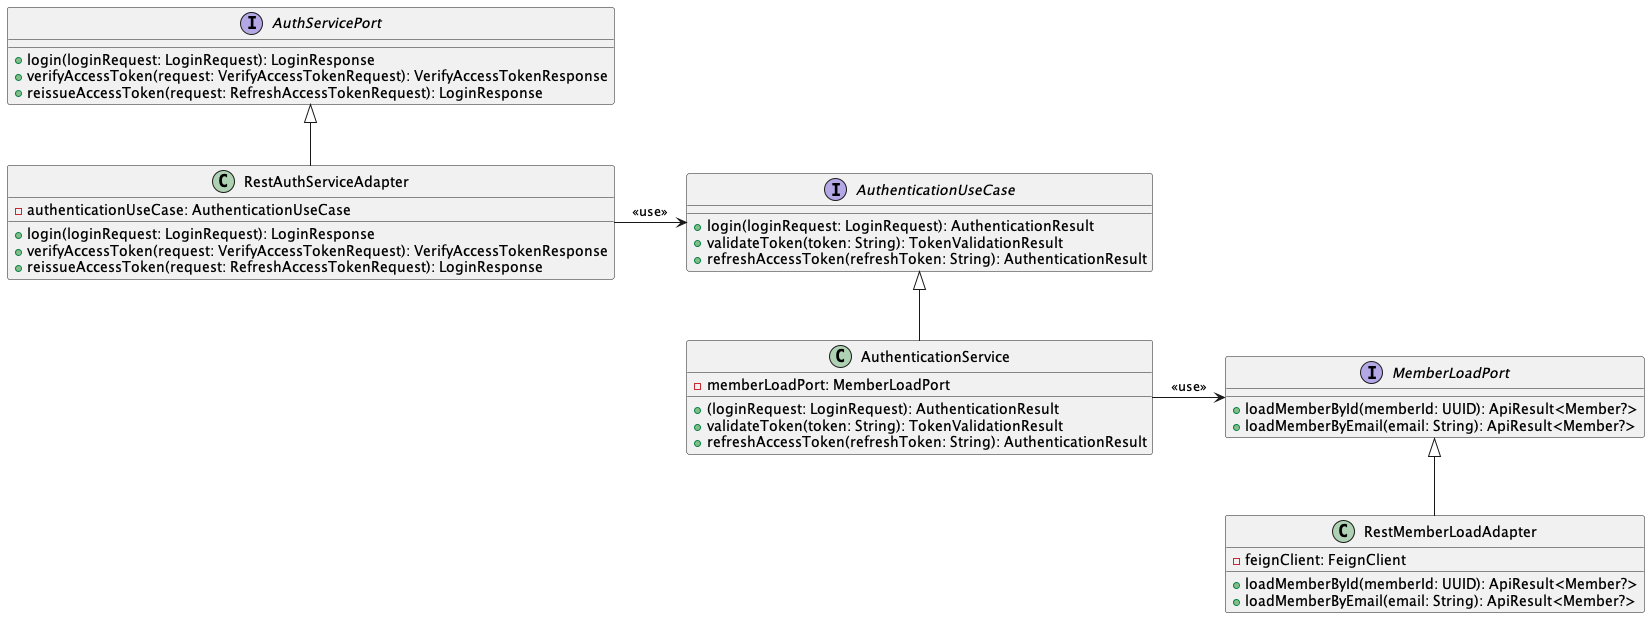 I AuthServicePort
login(loginRequest: LoginRequest): LoginResponse
verifyAccessToken(request: VerifyAccessTokenRequest): VerifyAccessTokenResponse
reissueAccessToken(request: RefreshAccessTokenRequest): LoginResponse
C RestAuthServiceAdapter
authenticationUseCase: AuthenticationUseCase
login(loginRequest: LoginRequest): LoginResponse
verifyAccessToken(request: VerifyAccessTokenRequest): VerifyAccessTokenResponse
reissueAccessToken(request: RefreshAccessTokenRequest): LoginResponse
«use»
I AuthenticationUseCase
login(loginRequest: LoginRequest): AuthenticationResult
validateToken(token: String): TokenValidationResult
refreshAccessToken(refreshToken: String): AuthenticationResult
C AuthenticationService
memberLoadPort: MemberLoadPort
(loginRequest: LoginRequest): AuthenticationResult
validateToken(token: String): TokenValidationResult
refreshAccessToken(refreshToken: String): AuthenticationResult
«use»
I MemberLoadPort
loadMemberById(memberId: UUID): ApiResult<Member?>
loadMemberByEmail(email: String): ApiResult<Member?>
C RestMemberLoadAdapter
feignClient: FeignClient
loadMemberById(memberId: UUID): ApiResult<Member?>
loadMemberByEmail(email: String): ApiResult<Member?>